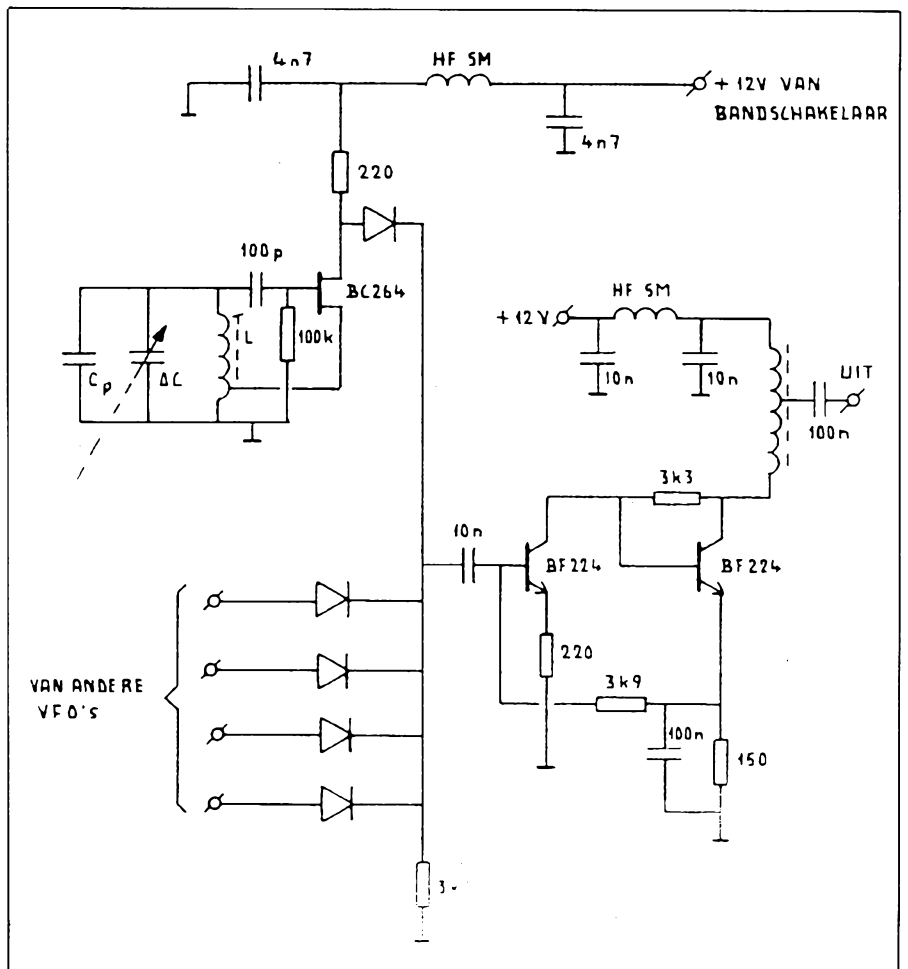 4n7
HF SM
+ 12V VAN
BANDSCHAKELAAR
4n7
220
100p
BC264
L
100k
Cp
ΔC
HF SM
+ 12V
10n
10n
UIT
100n
3k3
10n
BF224
BF224
220
3k9
VAN ANDERE
VFO's
100n
150